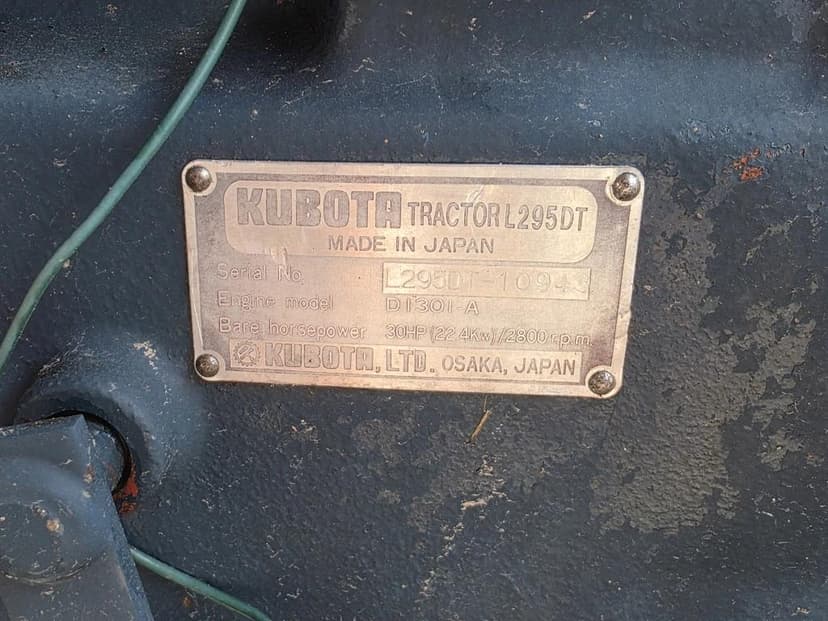 KUBOTA TRACTOR L295DT
MADE IN JAPAN
Serial No.
Engine model D1301-A
Bare horsepower 30HP(22.4Kw)/2800r.p.m.
KUBOTA, LTD. OSAKA, JAPAN